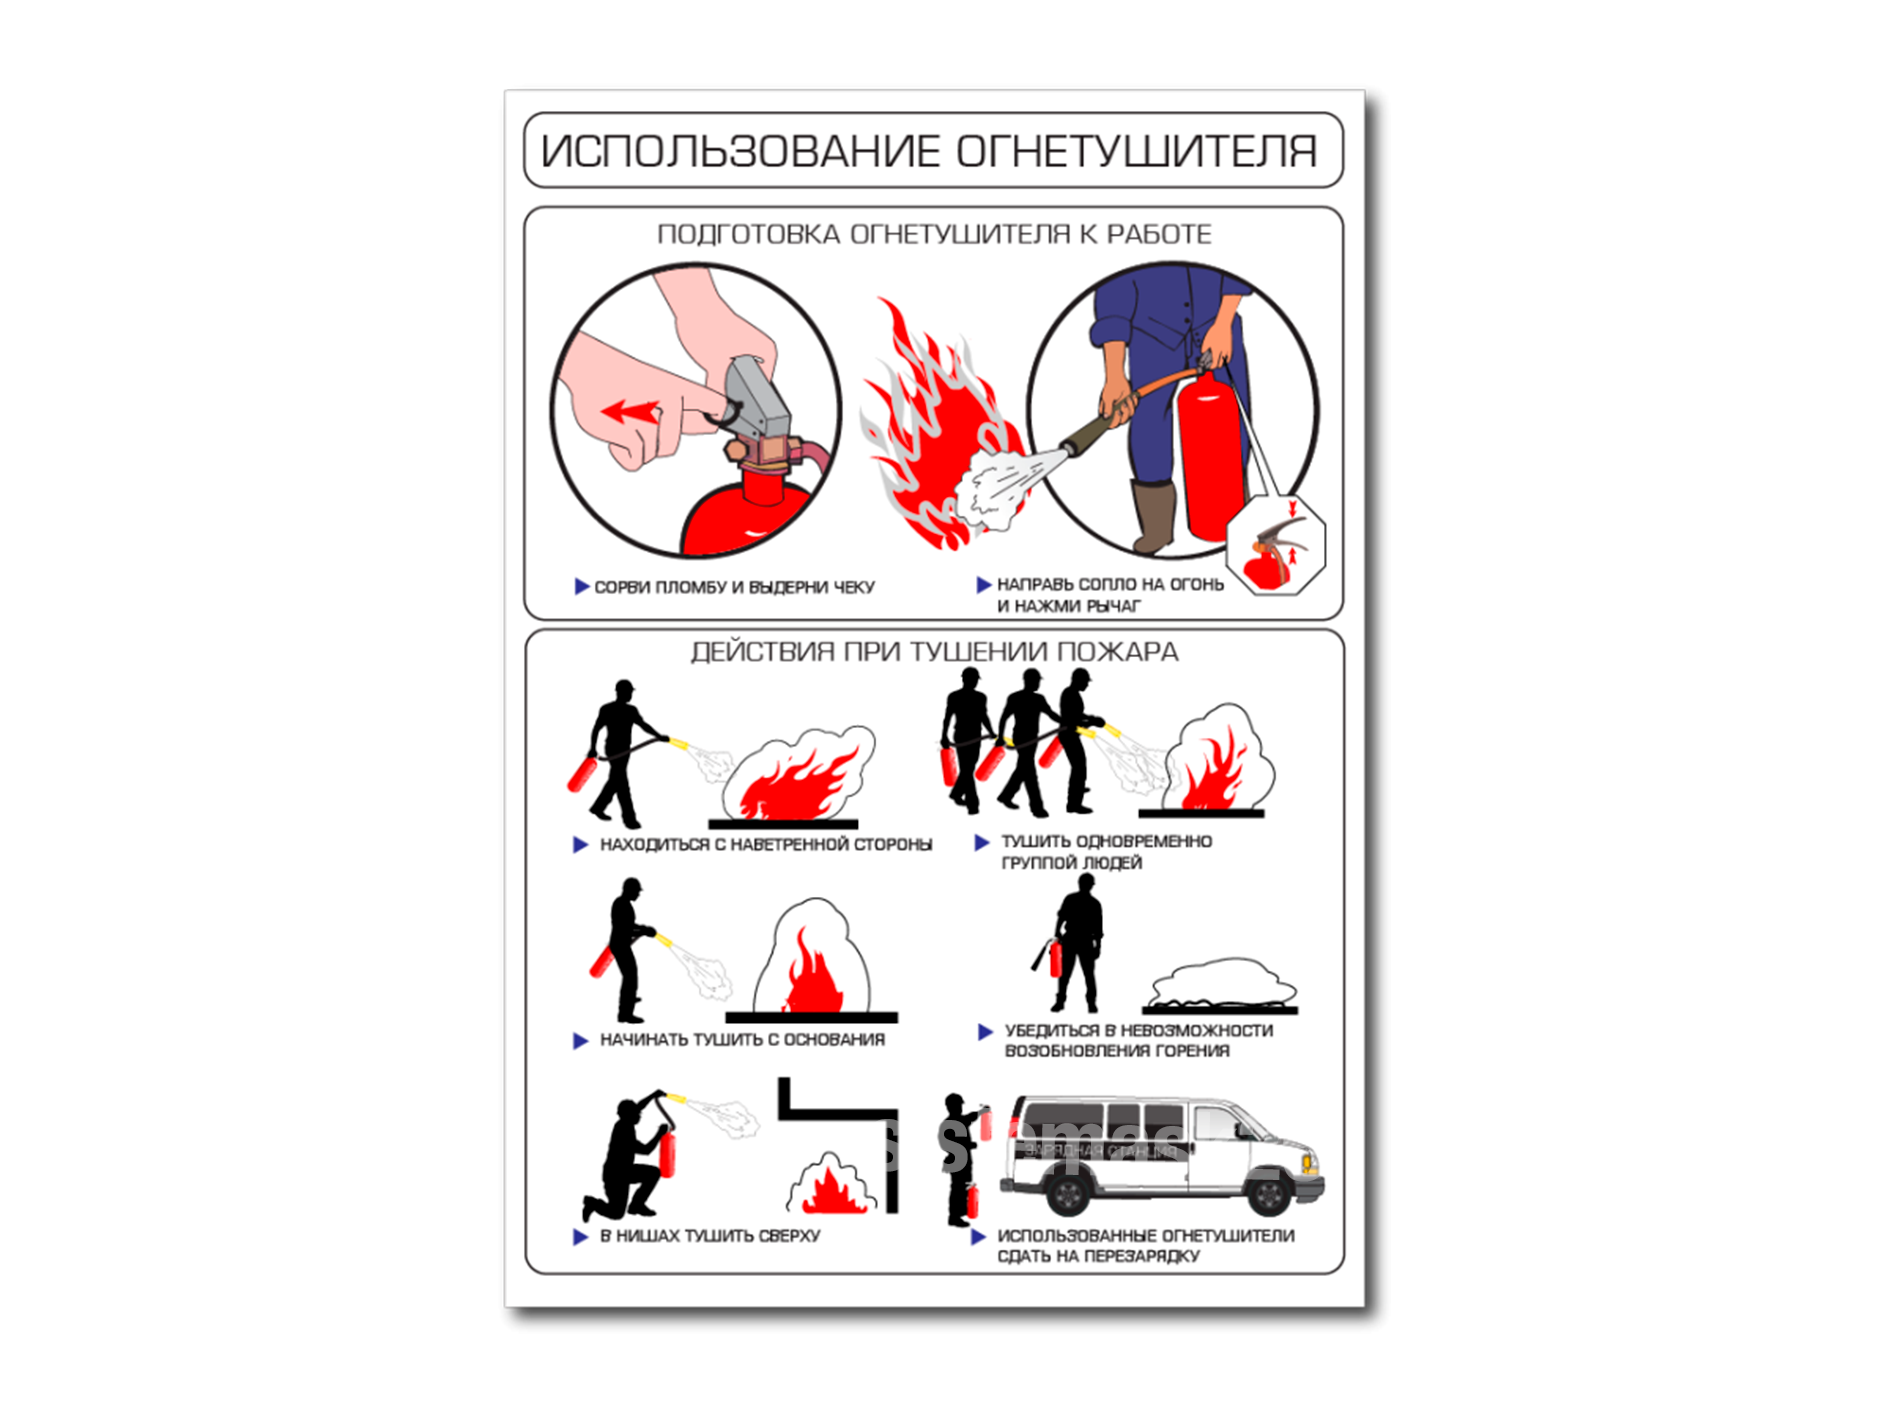 ИСПОЛЬЗОВАНИЕ ОГНЕТУШИТЕЛЯ
ПОДГОТОВКА ОГНЕТУШИТЕЛЯ К РАБОТЕ
СОРВИ ПЛОМБУ И ВЫДЕРНИ ЧЕКУ
НАПРАВЬ СОПЛО НА ОГОНЬ
И НАЖМИ РЫЧАГ
ДЕЙСТВИЯ ПРИ ТУШЕНИИ ПОЖАРА
НАХОДИТЬСЯ С НАВЕТРЕННОЙ СТОРОНЫ
ТУШИТЬ ОДНОВРЕМЕННО
ГРУППОЙ ЛЮДЕЙ
НАЧИНАТЬ ТУШИТЬ С ОСНОВАНИЯ
УБЕДИТЬСЯ В НЕВОЗМОЖНОСТИ
ВОЗОБНОВЛЕНИЯ ГОРЕНИЯ
ЗАРЯДНАЯ СТАНЦИЯ
В НИШАХ ТУШИТЬ СВЕРХУ
ИСПОЛЬЗОВАННЫЕ ОГНЕТУШИТЕЛИ
СДАТЬ НА ПЕРЕЗАРЯДКУ